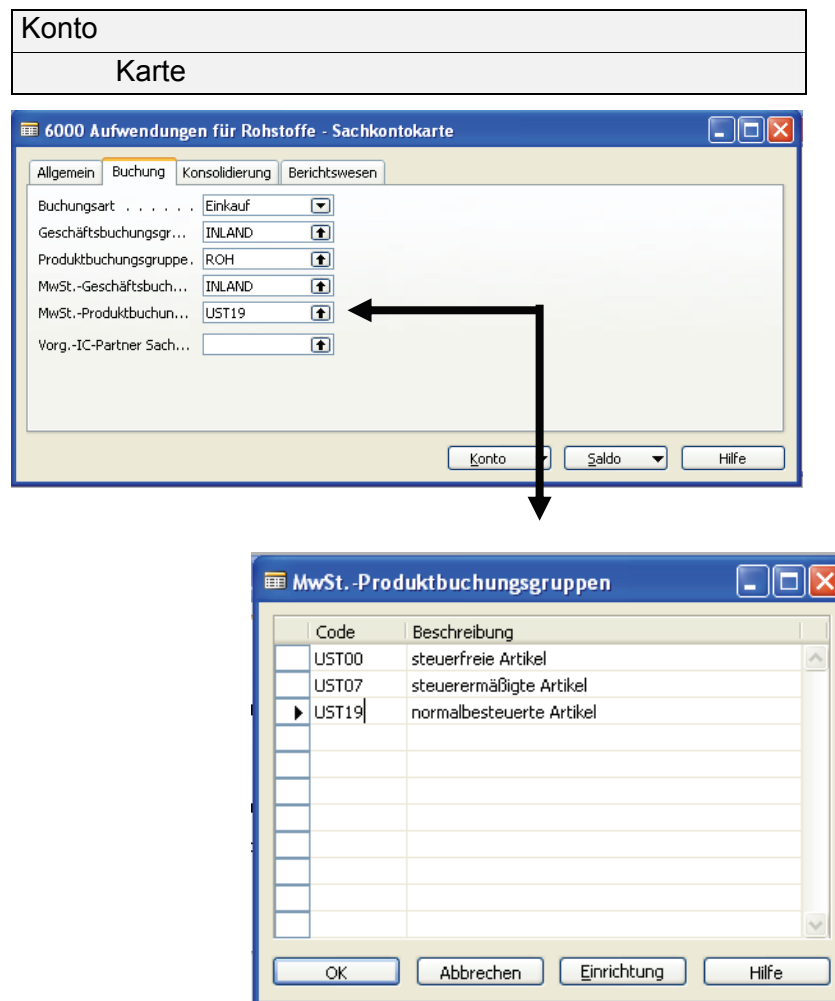 Konto
Karte
6000 Aufwendungen für Rohstoffe - Sachkontokarte
Allgemein Buchung Konsolidierung Berichtswesen
Buchungsart . . . . . . Einkauf
Geschäftsbuchungsgr... INLAND
Produktbuchungsgruppe. ROH
MwSt.-Geschäftsbuch... INLAND
MwSt.-Produktbuchun... UST19
Vorg.-IC-Partner Sach...
Konto Saldo Hilfe
MwSt.-Produktbuchungsgruppen
Code Beschreibung
UST00 steuerfreie Artikel
UST07 steuerermäßigte Artikel
UST19 normalbesteuerte Artikel
OK Abbrechen Einrichtung Hilfe